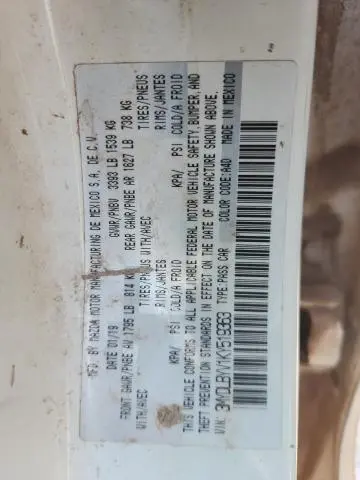 MFD. BY MAZDA MOTOR MANUFACTURING DE MEXICO S.A. DE C.V.
DATE 01/19 GVWR/PNBV 3393 LB 1539 KG
FRONT GAWR/PNBE AV 1795 LB 814 KG REAR GAWR/PNBE AR 1627 LB 738 KG
WITH/AVEC TIRES/PNEUS WITH/AVEC TIRES/PNEUS
RIMS/JANTES RIMS/JANTES
KPA/ PSI COLD/A FROID KPA/ PSI COLD/A FROID
THIS VEHICLE CONFORMS TO ALL APPLICABLE FEDERAL MOTOR VEHICLE SAFETY, BUMPER, AND
THEFT PREVENTION STANDARDS IN EFFECT ON THE DATE OF MANUFACTURE SHOWN ABOVE.
VIN: TYPE:PASS.CAR COLOR CODE:A4D MADE IN MEXICO